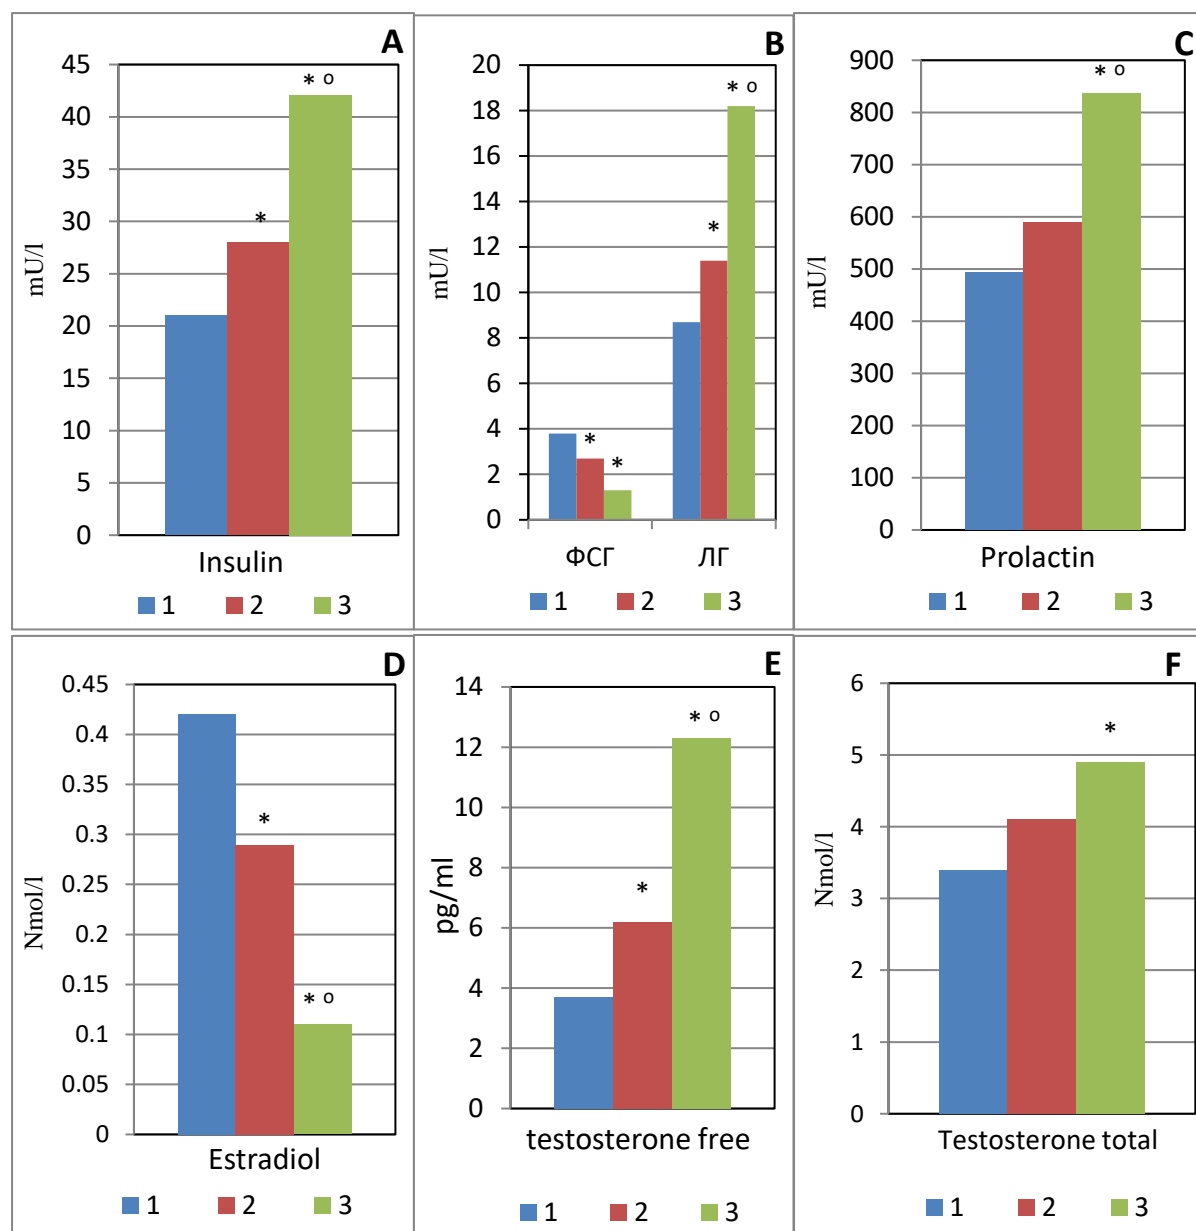 A
45
40
35
30
25
20
15
10
5
0
mU/l
* o
*
Insulin
1 2 3
B
20
18
16
14
12
10
8
6
4
2
0
mU/l
* o
*
*
*
ФСГ ЛГ
1 2 3
C
900
800
700
600
500
400
300
200
100
0
mU/l
* o
Prolactin
1 2 3
D
0.45
0.4
0.35
0.3
0.25
0.2
0.15
0.1
0.05
0
Nmol/l
*
* o
Estradiol
1 2 3
E
14
12
10
8
6
4
2
0
pg/ml
* o
*
testosterone free
1 2 3
F
6
5
4
3
2
1
0
Nmol/l
*
Testosterone total
1 2 3